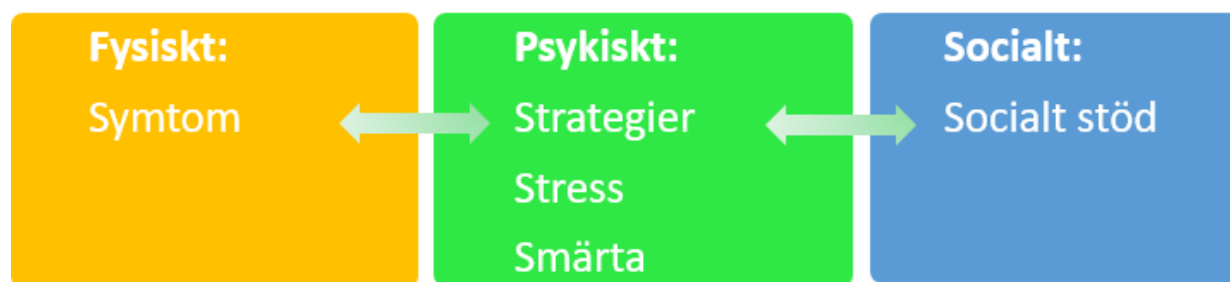 Fysiskt:
Symtom
Psykiskt:
Strategier
Stress
Smärta
Socialt:
Socialt stöd